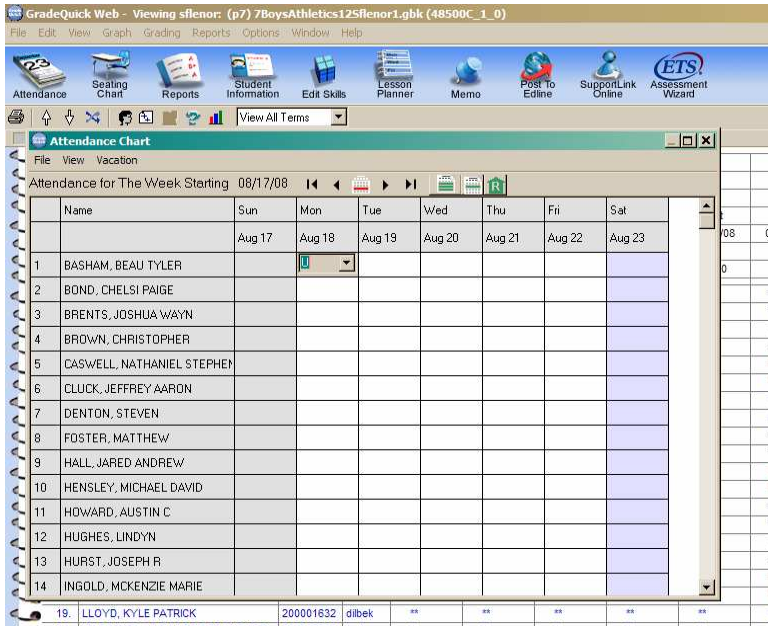 GradeQuick Web - Viewing sflenor: (p7) 7BoysAthletics12Sflenor1.gbk (48500C_1_0)
File Edit View Graph Grading Reports Options Window Help
23 ETS
Attendance Seating Chart Reports Student Information Edit Skills Lesson Planner Memo Post To Edline SupportLink Online Assessment Wizard
View All Terms
Attendance Chart
File View Vacation
Attendance for The Week Starting 08/17/08 R
Name Sun Mon Tue Wed Thu Fri Sat
Aug 17 Aug 18 Aug 19 Aug 20 Aug 21 Aug 22 Aug 23
1 BASHAM, BEAU TYLER U
2 BOND, CHELSI PAIGE
3 BRENTS, JOSHUA WAYN
4 BROWN, CHRISTOPHER
5 CASWELL, NATHANIEL STEPHEN
6 CLUCK, JEFFREY AARON
7 DENTON, STEVEN
8 FOSTER, MATTHEW
9 HALL, JARED ANDREW
10 HENSLEY, MICHAEL DAVID
11 HOWARD, AUSTIN C
12 HUGHES, LINDYN
13 HURST, JOSEPH R
14 INGOLD, MCKENZIE MARIE
19. LLOYD, KYLE PATRICK 200001632 dilbek ** ** ** ** **